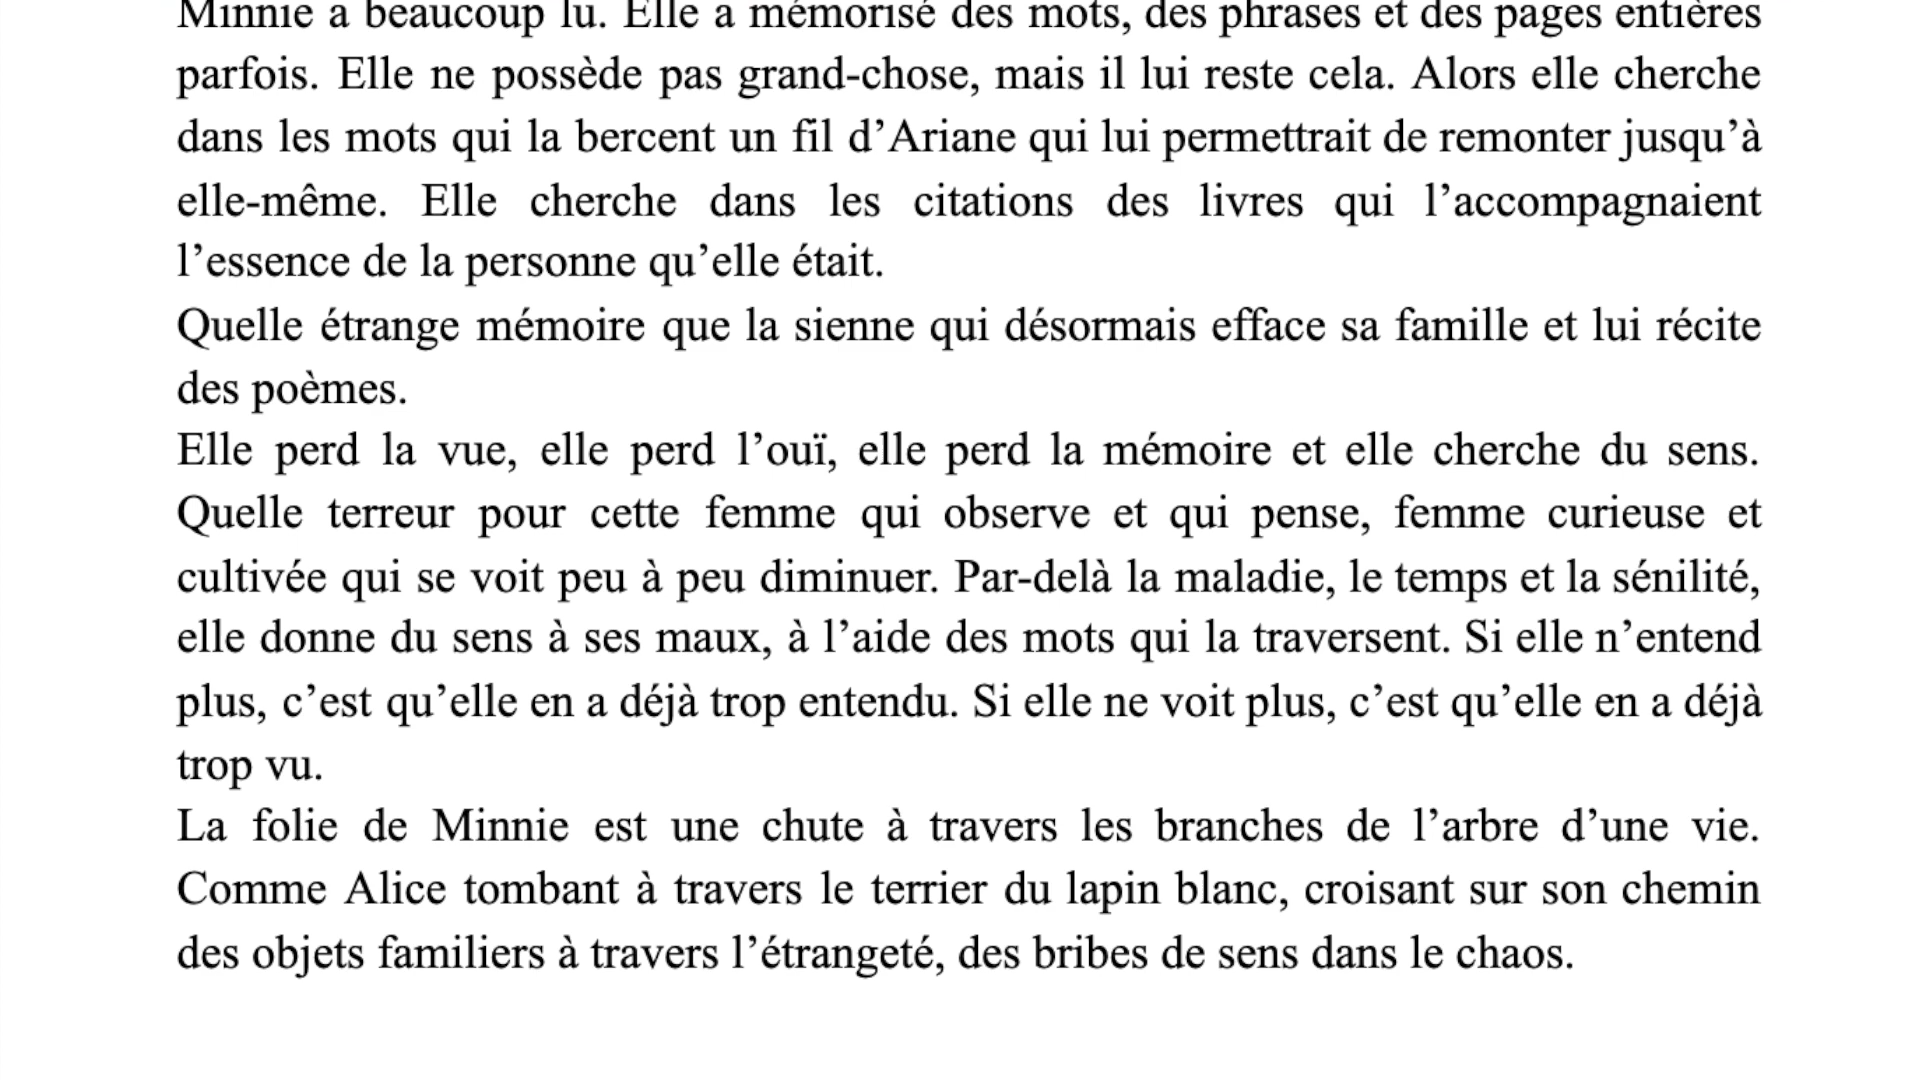 Minnie a beaucoup lu. Elle a mémorisé des mots, des phrases et des pages entières
parfois. Elle ne possède pas grand-chose, mais il lui reste cela. Alors elle cherche
dans les mots qui la bercent un fil d’Ariane qui lui permettrait de remonter jusqu’à
elle-même. Elle cherche dans les citations des livres qui l’accompagnaient
l’essence de la personne qu’elle était.
Quelle étrange mémoire que la sienne qui désormais efface sa famille et lui récite
des poèmes.
Elle perd la vue, elle perd l’ouï, elle perd la mémoire et elle cherche du sens.
Quelle terreur pour cette femme qui observe et qui pense, femme curieuse et
cultivée qui se voit peu à peu diminuer. Par-delà la maladie, le temps et la sénilité,
elle donne du sens à ses maux, à l’aide des mots qui la traversent. Si elle n’entend
plus, c’est qu’elle en a déjà trop entendu. Si elle ne voit plus, c’est qu’elle en a déjà
trop vu.
La folie de Minnie est une chute à travers les branches de l’arbre d’une vie.
Comme Alice tombant à travers le terrier du lapin blanc, croisant sur son chemin
des objets familiers à travers l’étrangeté, des bribes de sens dans le chaos.